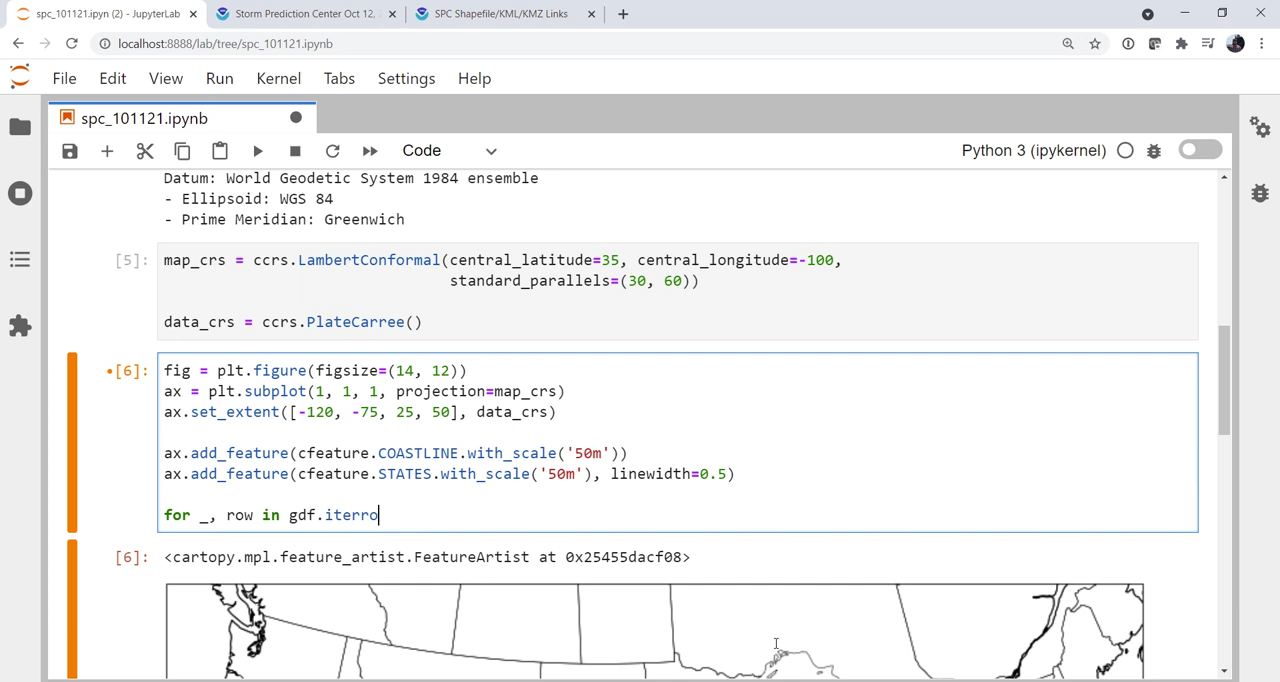 spc_101121.ipyn (2) - JupyterLab
Storm Prediction Center Oct 12,
SPC Shapefile/KML/KMZ Links
localhost:8888/lab/tree/spc_101121.ipynb
File Edit View Run Kernel Tabs Settings Help
spc_101121.ipynb
Code
Python 3 (ipykernel)
Datum: World Geodetic System 1984 ensemble
- Ellipsoid: WGS 84
- Prime Meridian: Greenwich
[5]: map_crs = ccrs.LambertConformal(central_latitude=35, central_longitude=-100,
standard_parallels=(30, 60))
data_crs = ccrs.PlateCarree()
[6]: fig = plt.figure(figsize=(14, 12))
ax = plt.subplot(1, 1, 1, projection=map_crs)
ax.set_extent([-120, -75, 25, 50], data_crs)
ax.add_feature(cfeature.COASTLINE.with_scale('50m'))
ax.add_feature(cfeature.STATES.with_scale('50m'), linewidth=0.5)
for _, row in gdf.iterro
[6]: <cartopy.mpl.feature_artist.FeatureArtist at 0x25455dacf08>